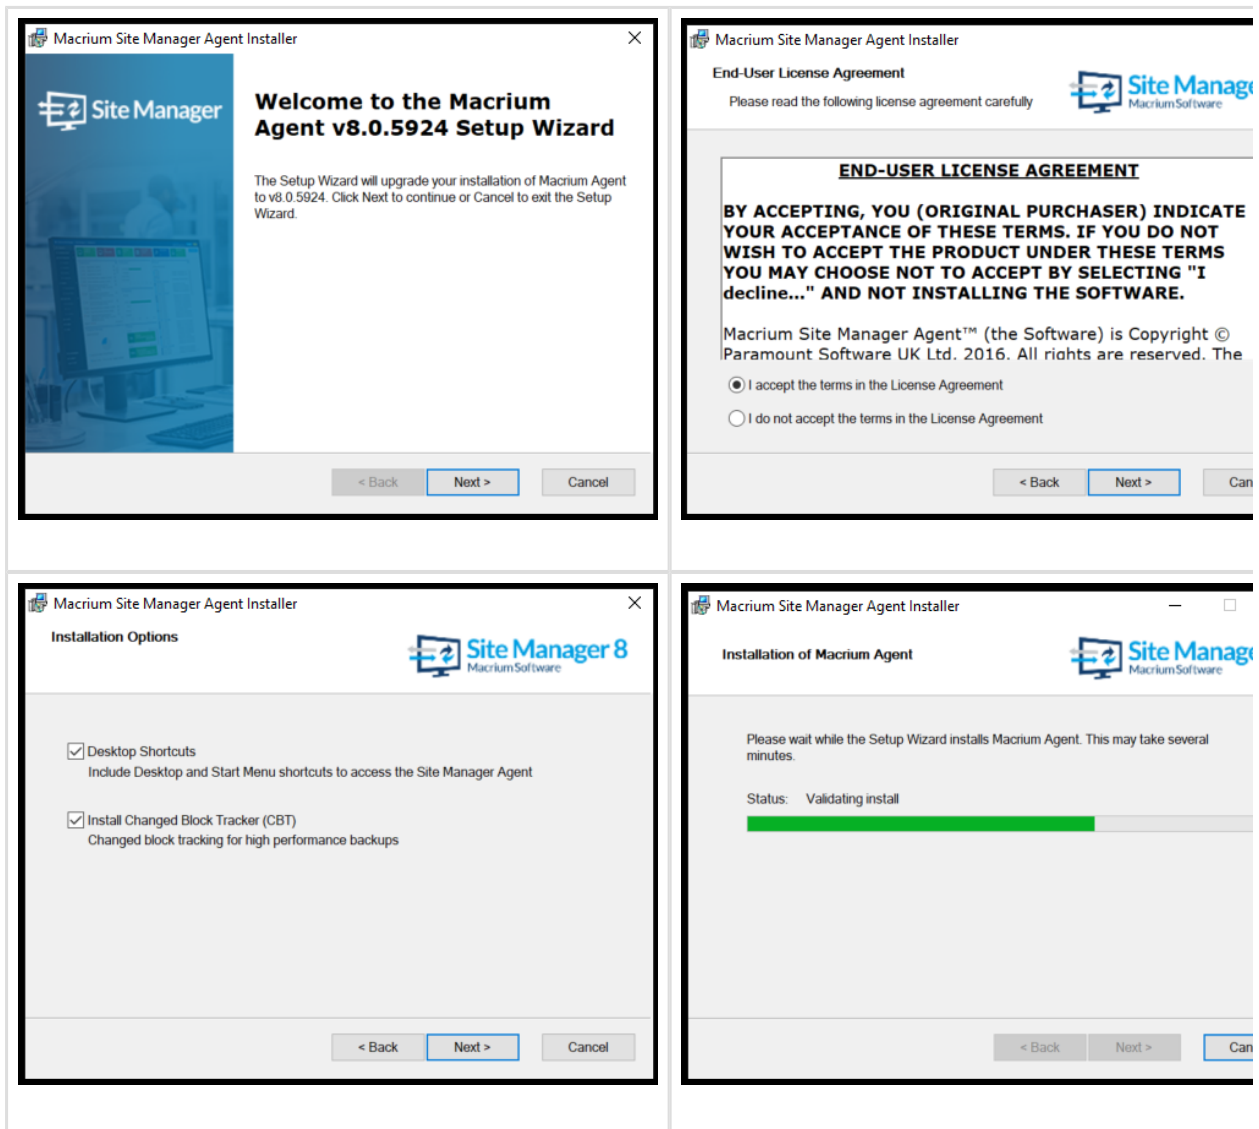 Macrium Site Manager Agent Installer
Site Manager
Welcome to the Macrium
Agent v8.0.5924 Setup Wizard
The Setup Wizard will upgrade your installation of Macrium Agent
to v8.0.5924. Click Next to continue or Cancel to exit the Setup
Wizard.
< Back Next > Cancel
Macrium Site Manager Agent Installer
End-User License Agreement
Please read the following license agreement carefully
Site Manage
Macrium Software
END-USER LICENSE AGREEMENT
BY ACCEPTING, YOU (ORIGINAL PURCHASER) INDICATE
YOUR ACCEPTANCE OF THESE TERMS. IF YOU DO NOT
WISH TO ACCEPT THE PRODUCT UNDER THESE TERMS
YOU MAY CHOOSE NOT TO ACCEPT BY SELECTING "I
decline..." AND NOT INSTALLING THE SOFTWARE.
Macrium Site Manager Agent™ (the Software) is Copyright ©
Paramount Software UK Ltd. 2016. All rights are reserved. The
I accept the terms in the License Agreement
I do not accept the terms in the License Agreement
< Back Next > Can
Macrium Site Manager Agent Installer
Installation Options
Site Manager 8
Macrium Software
Desktop Shortcuts
Include Desktop and Start Menu shortcuts to access the Site Manager Agent
Install Changed Block Tracker (CBT)
Changed block tracking for high performance backups
< Back Next > Cancel
Macrium Site Manager Agent Installer
Installation of Macrium Agent
Site Manage
Macrium Software
Please wait while the Setup Wizard installs Macrium Agent. This may take several
minutes.
Status: Validating install
< Back Next > Can